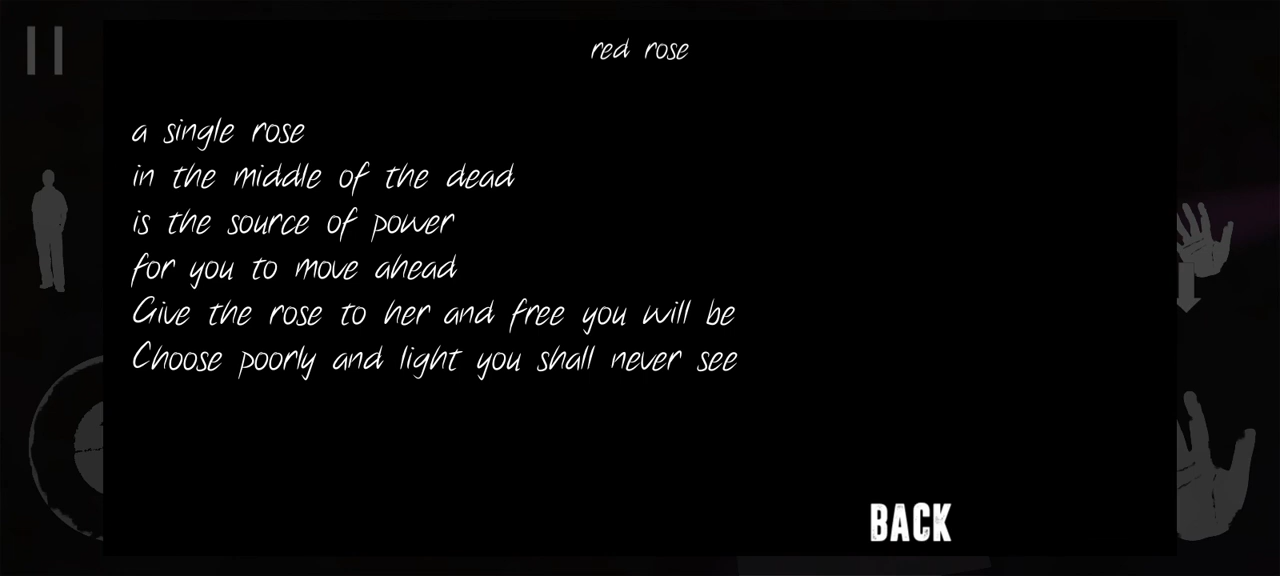 red rose
a single rose
in the middle of the dead
is the source of power
for you to move ahead
Give the rose to her and free you will be
Choose poorly and light you shall never see
BACK